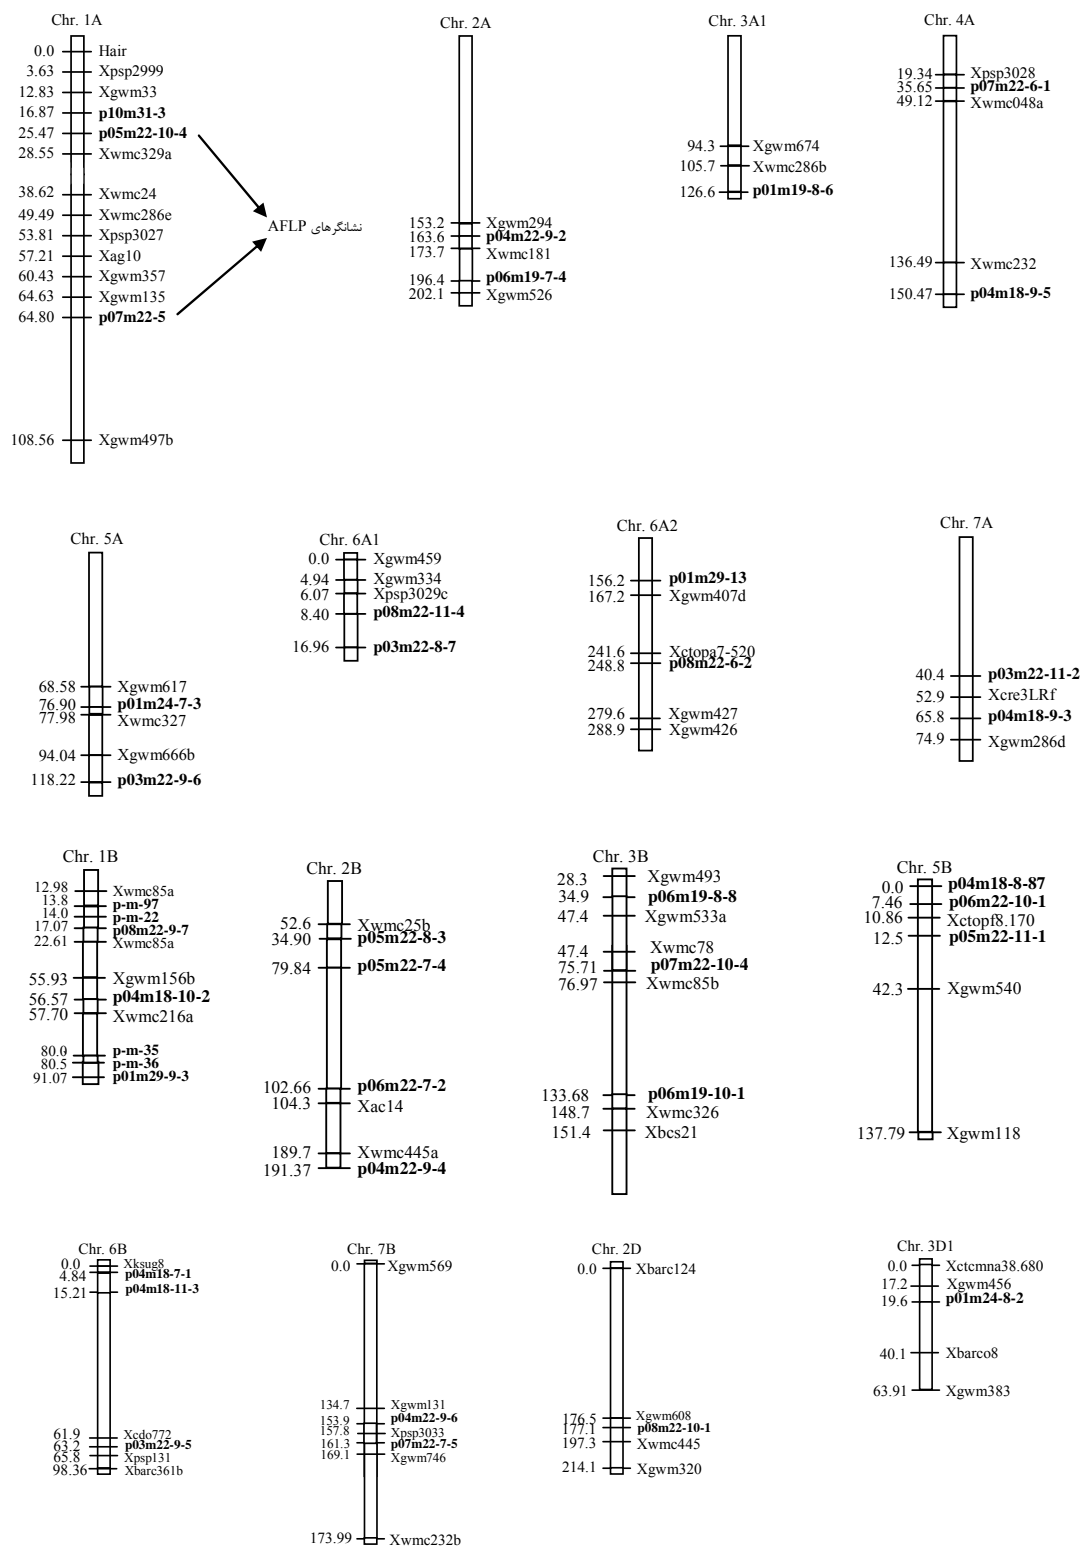 Chr. 1A
0.0 Hair
3.63 Xpsp2999
12.83 Xgwm33
16.87 p10m31-3
25.47 p05m22-10-4
28.55 Xwmc329a
38.62 Xwmc24
49.49 Xwmc286e
53.81 Xpsp3027
57.21 Xag10
60.43 Xgwm357
64.63 Xgwm135
64.80 p07m22-5
108.56 Xgwm497b
نشانگرهای AFLP
Chr. 2A
153.2 Xgwm294
163.6 p04m22-9-2
173.7 Xwmc181
196.4 p06m19-7-4
202.1 Xgwm526
Chr. 3A1
94.3 Xgwm674
105.7 Xwmc286b
126.6 p01m19-8-6
Chr. 4A
19.34 Xpsp3028
35.65 p07m22-6-1
49.12 Xwmc048a
136.49 Xwmc232
150.47 p04m18-9-5
Chr. 5A
68.58 Xgwm617
76.90 p01m24-7-3
77.98 Xwmc327
94.04 Xgwm666b
118.22 p03m22-9-6
Chr. 6A1
0.0 Xgwm459
4.94 Xgwm334
6.07 Xpsp3029c
8.40 p08m22-11-4
16.96 p03m22-8-7
Chr. 6A2
156.2 p01m29-13
167.2 Xgwm407d
241.6 Xctopa7-520
248.8 p08m22-6-2
279.6 Xgwm427
288.9 Xgwm426
Chr. 7A
40.4 p03m22-11-2
52.9 Xcre3LRf
65.8 p04m18-9-3
74.9 Xgwm286d
Chr. 1B
12.98 Xwmc85a
13.8 p-m-97
14.0 p-m-22
17.07 p08m22-9-7
22.61 Xwmc85a
55.93 Xgwm156b
56.57 p04m18-10-2
57.70 Xwmc216a
80.0 p-m-35
80.5 p-m-36
91.07 p01m29-9-3
Chr. 2B
52.6 Xwmc25b
34.90 p05m22-8-3
79.84 p05m22-7-4
102.66 p06m22-7-2
104.3 Xac14
189.7 Xwmc445a
191.37 p04m22-9-4
Chr. 3B
28.3 Xgwm493
34.9 p06m19-8-8
47.4 Xgwm533a
47.4 Xwmc78
75.71 p07m22-10-4
76.97 Xwmc85b
133.68 p06m19-10-1
148.7 Xwmc326
151.4 Xbcs21
Chr. 5B
0.0 p04m18-8-87
7.46 p06m22-10-1
10.86 Xctopf8.170
12.5 p05m22-11-1
42.3 Xgwm540
137.79 Xgwm118
Chr. 6B
0.0 Xksug8
4.84 p04m18-7-1
15.21 p04m18-11-3
61.9 Xcdo772
63.2 p03m22-9-5
65.8 Xpsp131
98.36 Xbarc361b
Chr. 7B
0.0 Xgwm569
134.7 Xgwm131
153.9 p04m22-9-6
157.8 Xpsp3033
161.3 p07m22-7-5
169.1 Xgwm746
173.99 Xwmc232b
Chr. 2D
0.0 Xbarc124
176.5 Xgwm608
177.1 p08m22-10-1
197.3 Xwmc445
214.1 Xgwm320
Chr. 3D1
0.0 Xctcmna38.680
17.2 Xgwm456
19.6 p01m24-8-2
40.1 Xbarco8
63.91 Xgwm383